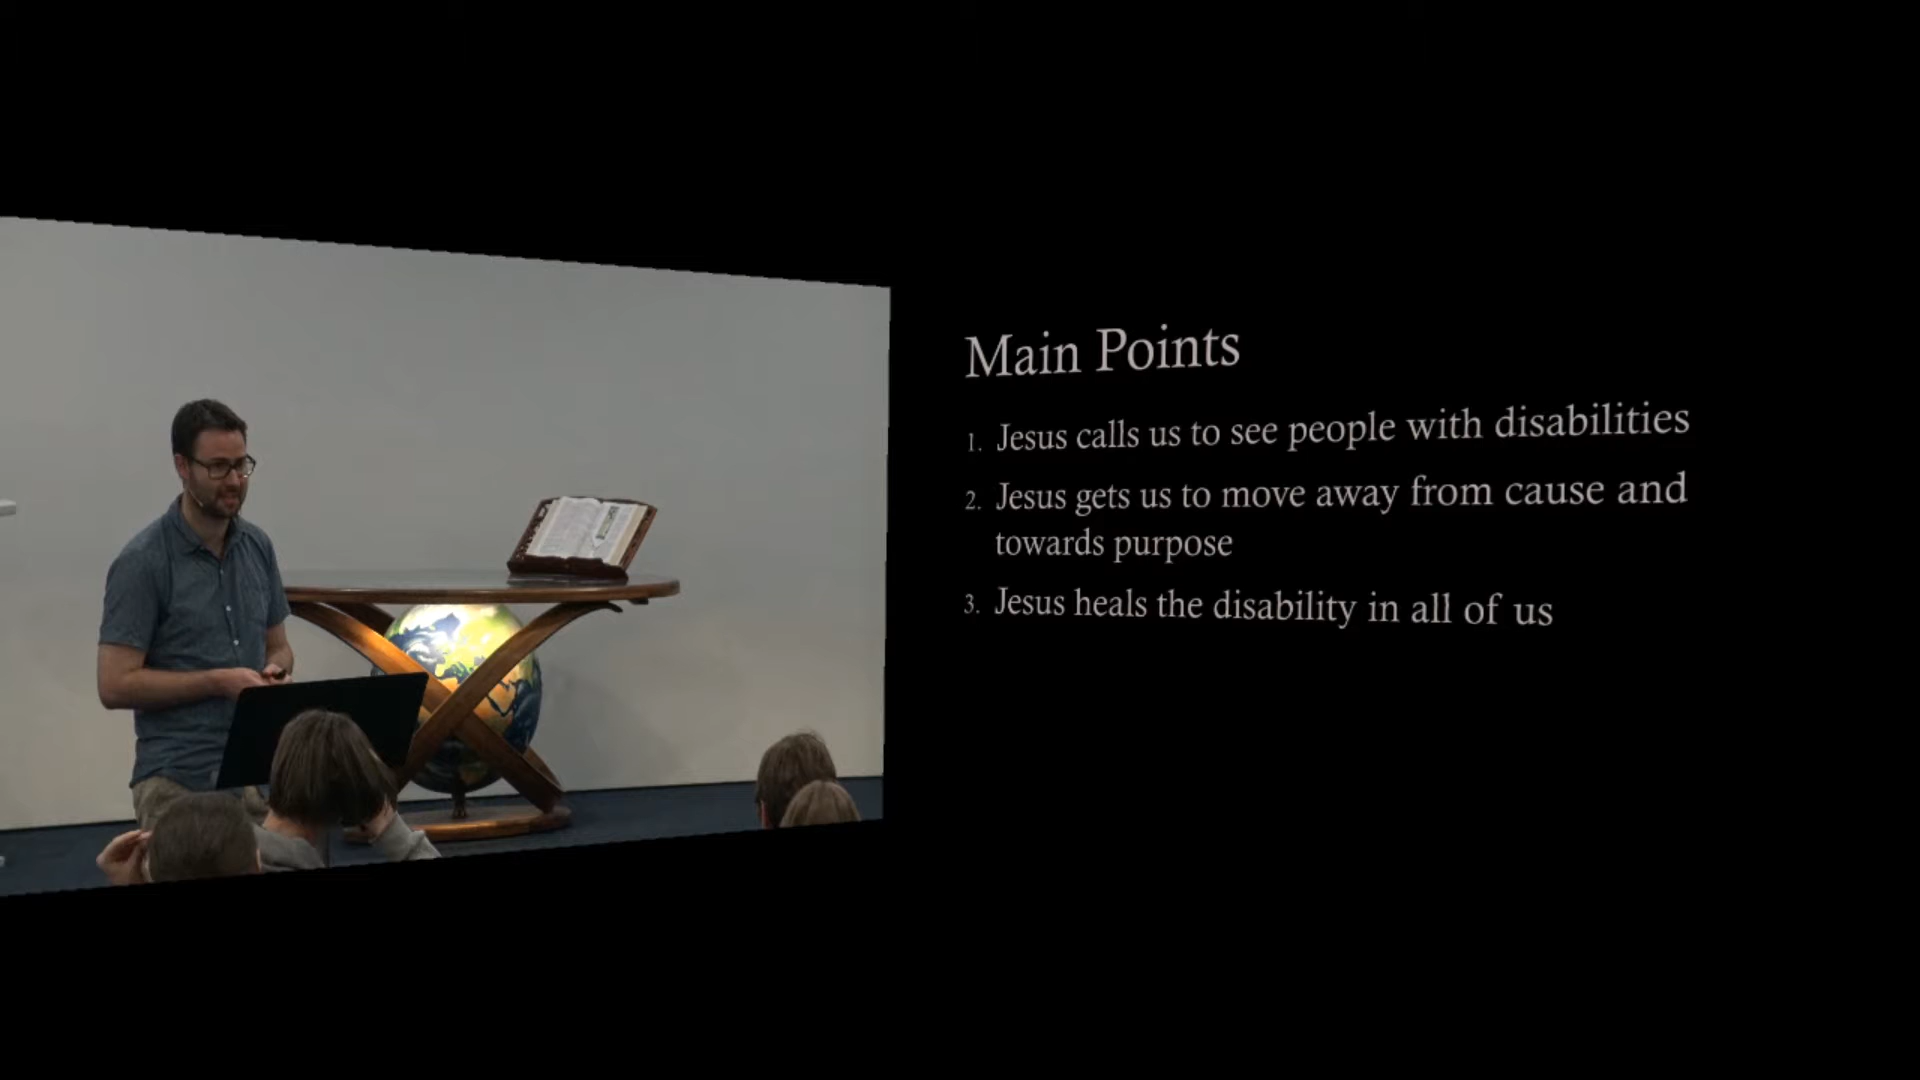 Main Points
1. Jesus calls us to see people with disabilities
2. Jesus gets us to move away from cause and
towards purpose
3. Jesus heals the disability in all of us